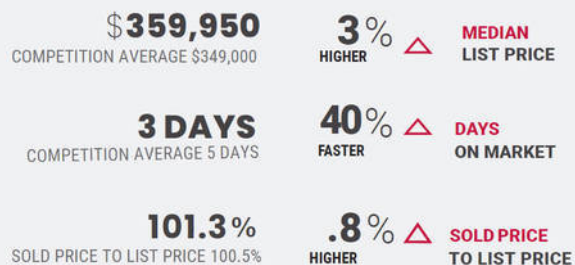 $359,950
COMPETITION AVERAGE $349,000
3%
HIGHER
MEDIAN
LIST PRICE
3 DAYS
COMPETITION AVERAGE 5 DAYS
40%
FASTER
DAYS
ON MARKET
101.3%
SOLD PRICE TO LIST PRICE 100.5%
.8%
HIGHER
SOLD PRICE
TO LIST PRICE